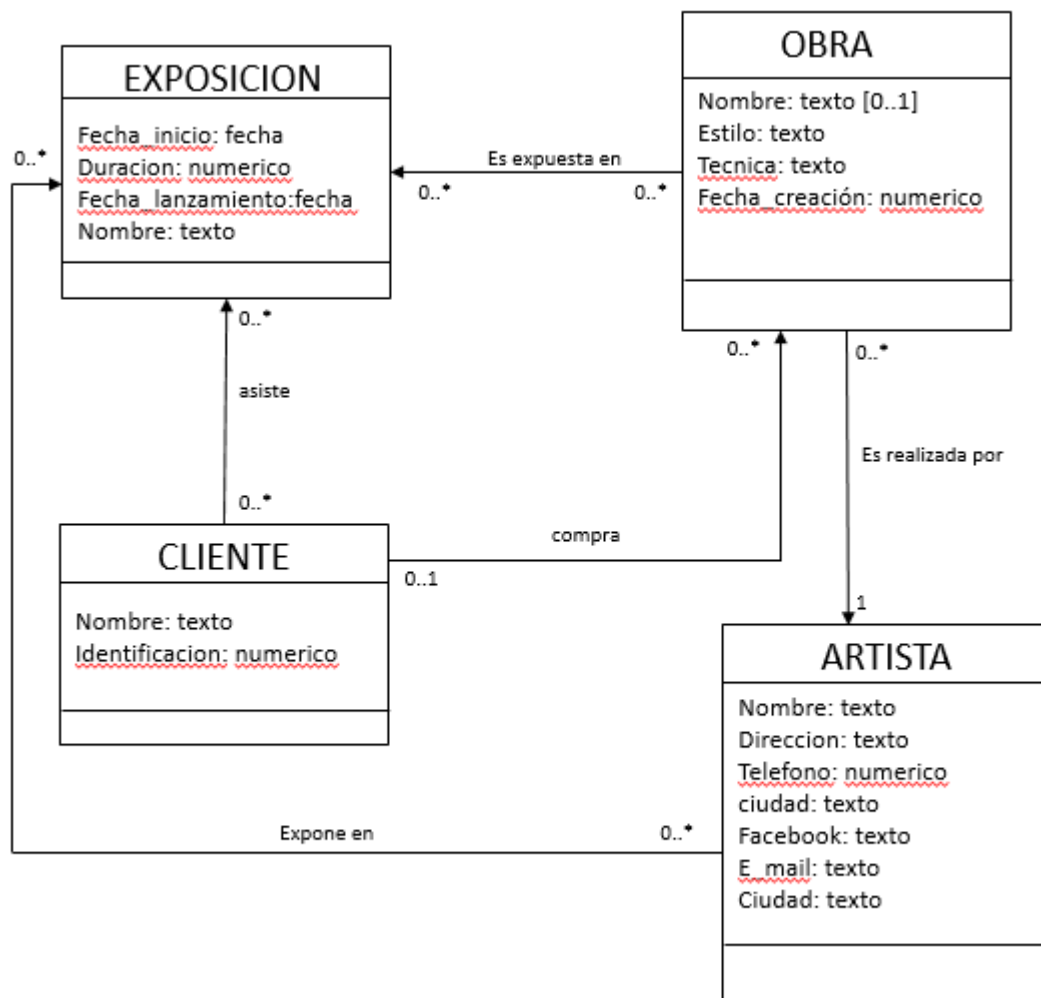 EXPOSICION
Fecha_inicio: fecha
Duracion: numerico
Fecha_lanzamiento:fecha
Nombre: texto
OBRA
Nombre: texto [0..1]
Estilo: texto
Tecnica: texto
Fecha_creación: numerico
0..*
Es expuesta en
0..*
0..*
0..*
asiste
0..*
0..*
0..*
Es realizada por
1
CLIENTE
Nombre: texto
Identificacion: numerico
compra
0..1
ARTISTA
Nombre: texto
Direccion: texto
Telefono: numerico
ciudad: texto
Facebook: texto
E_mail: texto
Ciudad: texto
Expone en
0..*